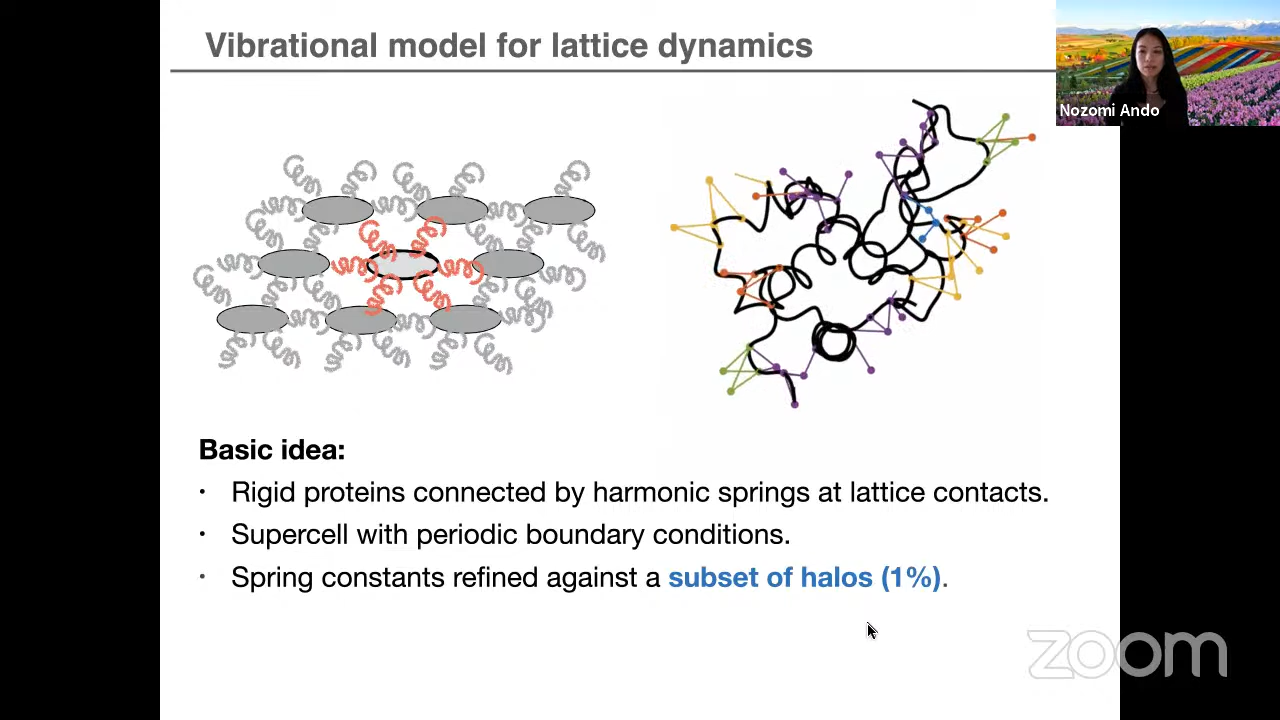 Vibrational model for lattice dynamics
Nozomi Ando
Basic idea:
• Rigid proteins connected by harmonic springs at lattice contacts.
• Supercell with periodic boundary conditions.
• Spring constants refined against a subset of halos (1%).
zoom